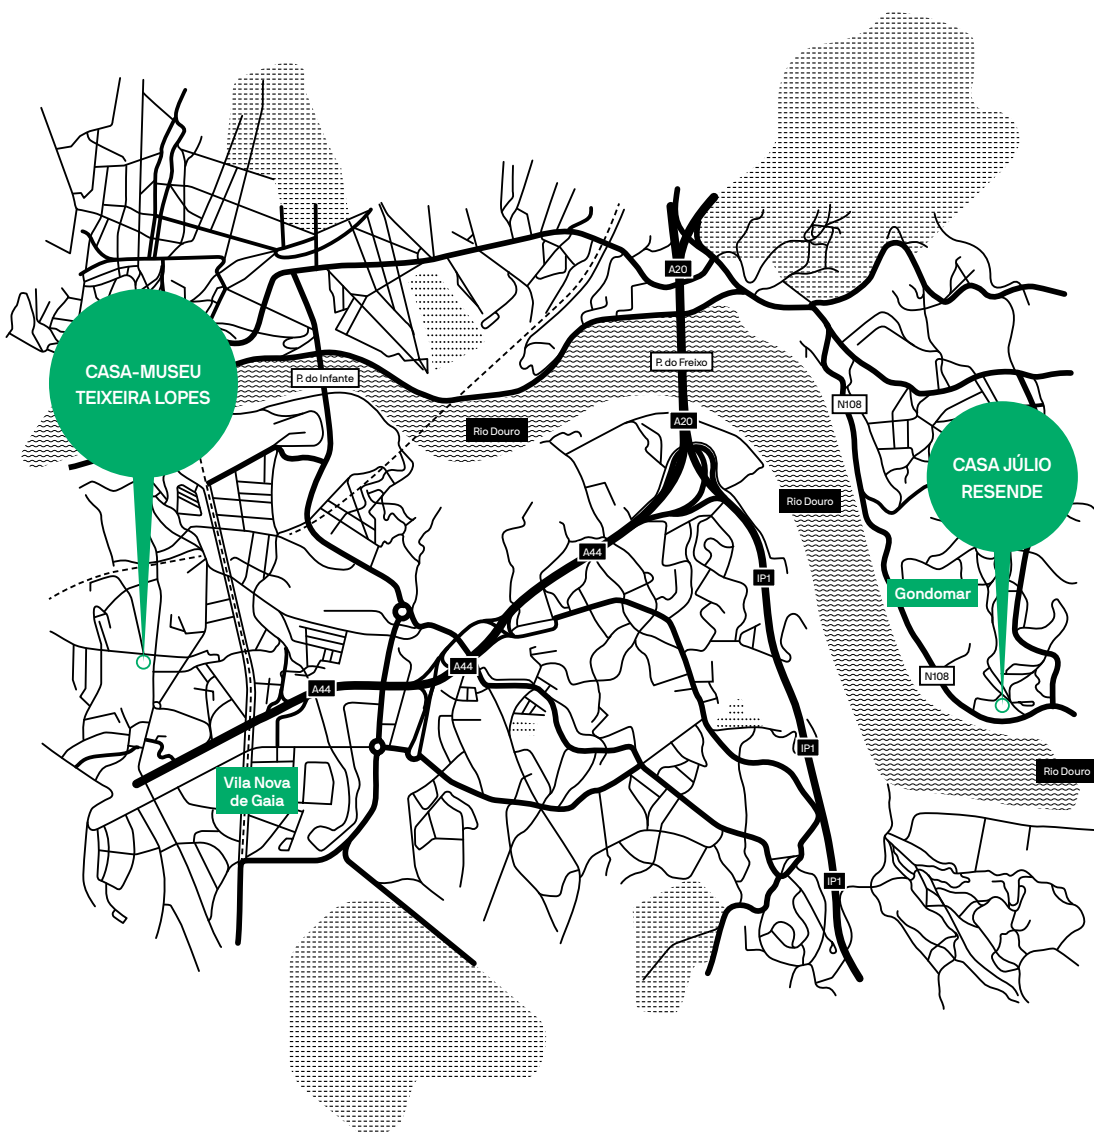 A20
P. do Freixo
CASA-MUSEU
TEIXEIRA LOPES
P. do Infante
N108
A20
Rio Douro
CASA JÚLIO
RESENDE
Rio Douro
A44
IP1
Gondomar
A44
N108
A44
IP1
Rio Douro
Vila Nova
de Gaia
IP1